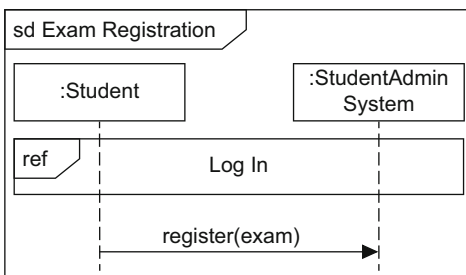 sd Exam Registration
:Student
:StudentAdmin
System
ref
Log In
register(exam)